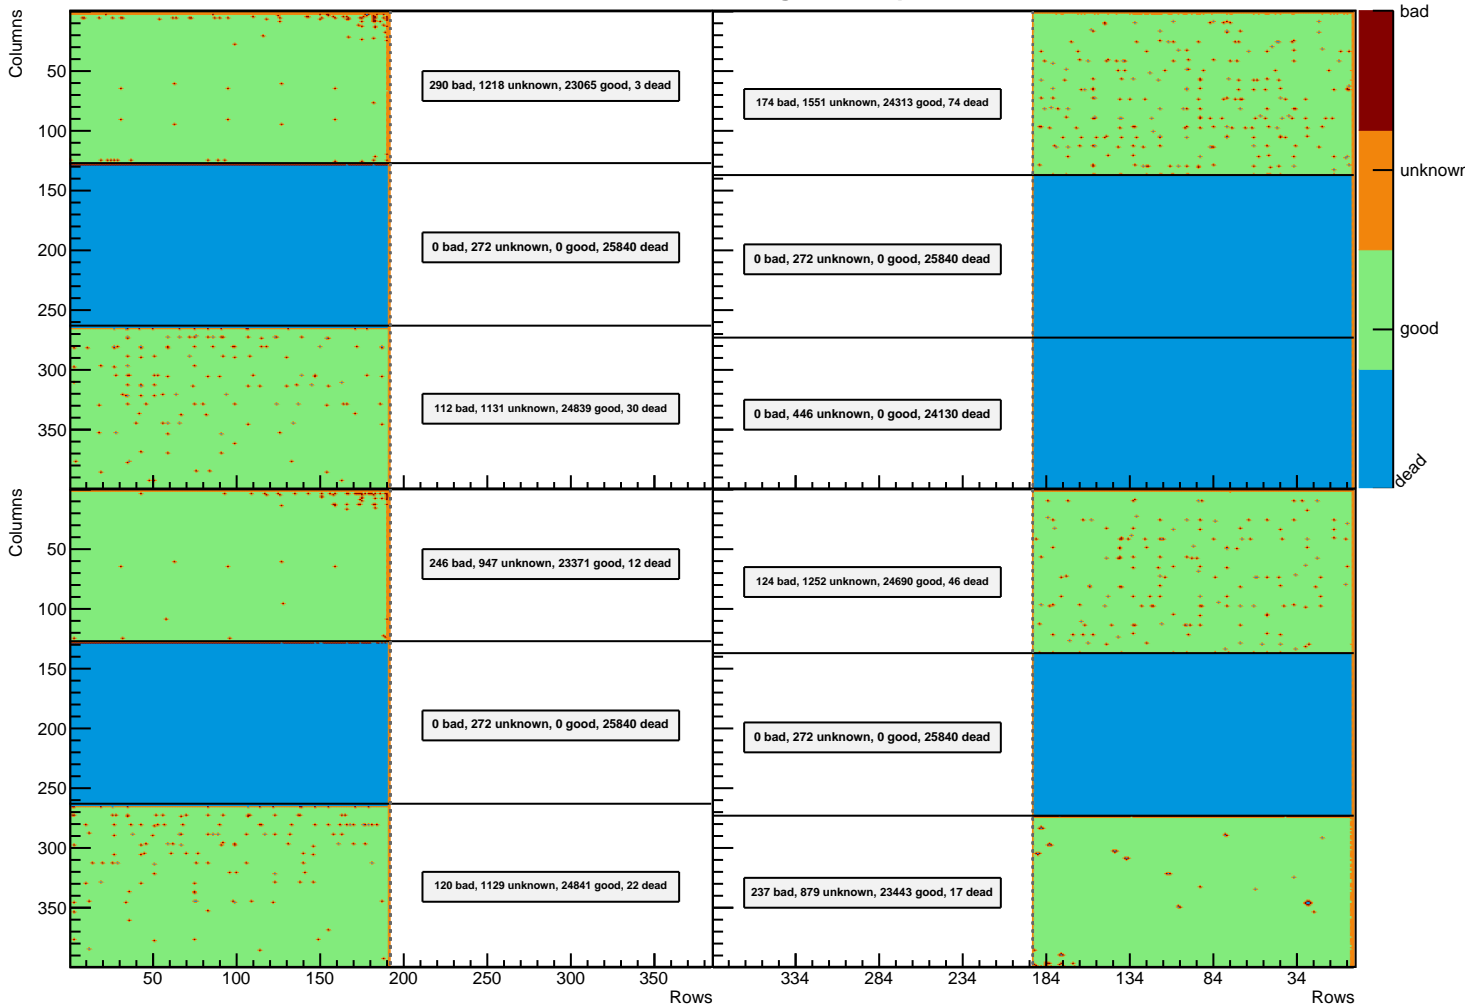 bad
unknown
good
dead
Columns
50
100
150
200
250
300
350
290 bad, 1218 unknown, 23065 good, 3 dead
174 bad, 1551 unknown, 24313 good, 74 dead
0 bad, 272 unknown, 0 good, 25840 dead
0 bad, 272 unknown, 0 good, 25840 dead
112 bad, 1131 unknown, 24839 good, 30 dead
0 bad, 446 unknown, 0 good, 24130 dead
Columns
50
100
150
200
250
300
350
246 bad, 947 unknown, 23371 good, 12 dead
124 bad, 1252 unknown, 24690 good, 46 dead
0 bad, 272 unknown, 0 good, 25840 dead
0 bad, 272 unknown, 0 good, 25840 dead
120 bad, 1129 unknown, 24841 good, 22 dead
237 bad, 879 unknown, 23443 good, 17 dead
50 100 150 200 250 300 350
334 284 234 184 134 84 34
Rows
Rows